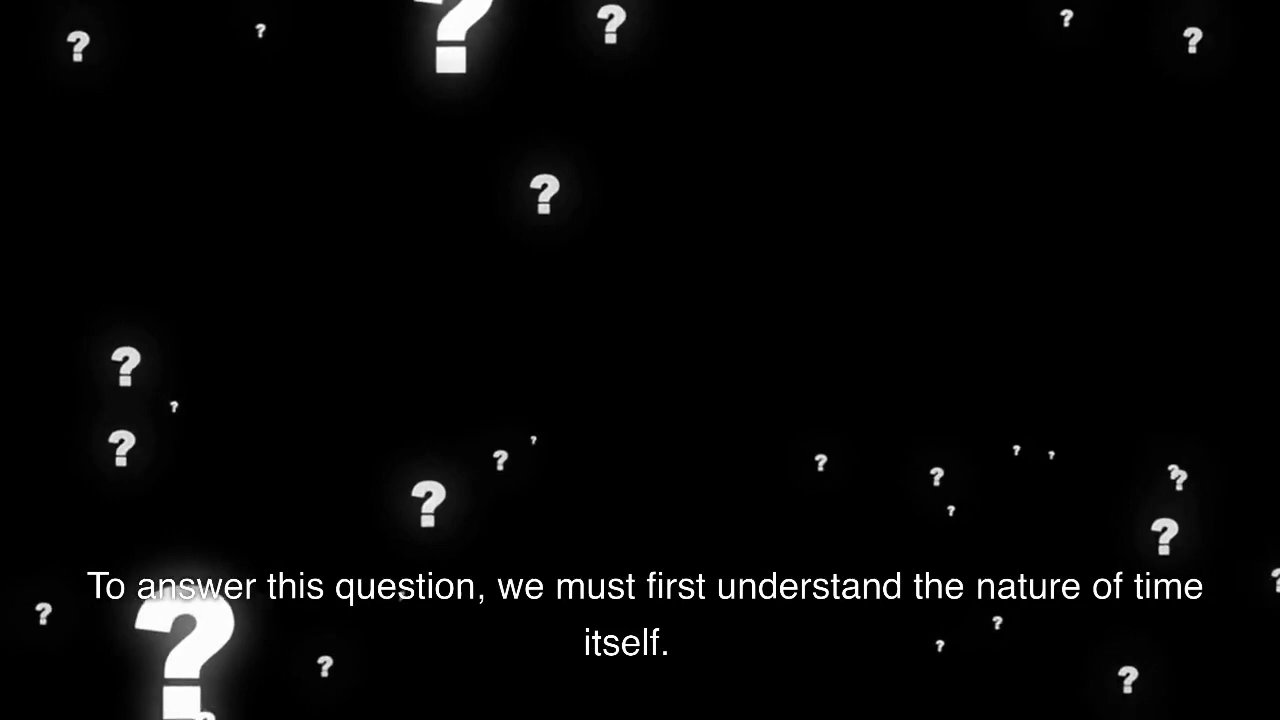 To answer this question, we must first understand the nature of time
itself.